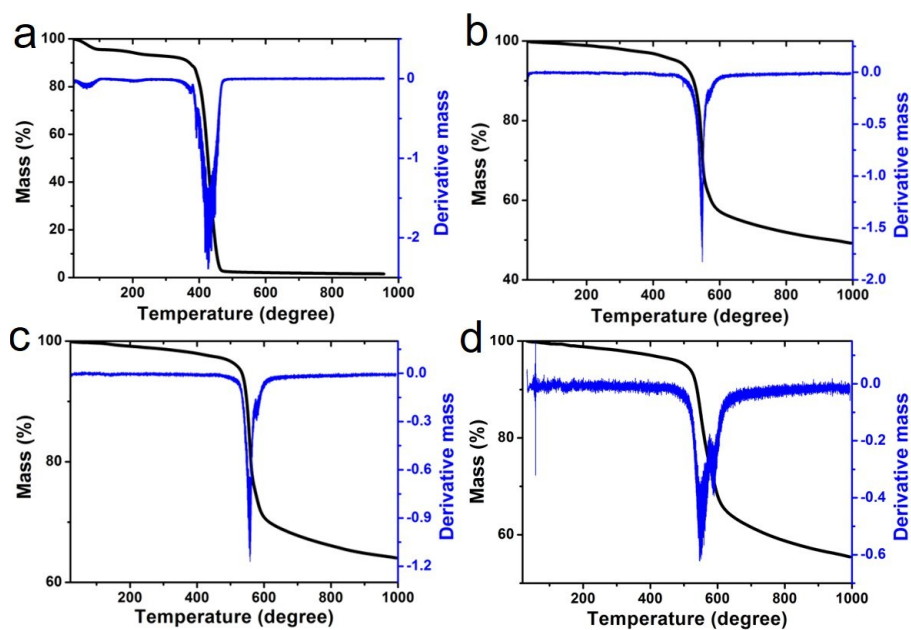 a
100
80
60
40
20
0
Mass (%)
0
-1
-2
Derivative mass
200 400 600 800 1000
Temperature (degree)
b
100
80
60
40
Mass (%)
0.0
-0.5
-1.0
-1.5
-2.0
Derivative mass
200 400 600 800 1000
Temperature (degree)
c
100
80
60
Mass (%)
0.0
-0.3
-0.6
-0.9
-1.2
Derivative mass
200 400 600 800 1000
Temperature (degree)
d
100
80
60
Mass (%)
0.0
-0.2
-0.4
-0.6
Derivative mass
200 400 600 800 1000
Temperature (degree)